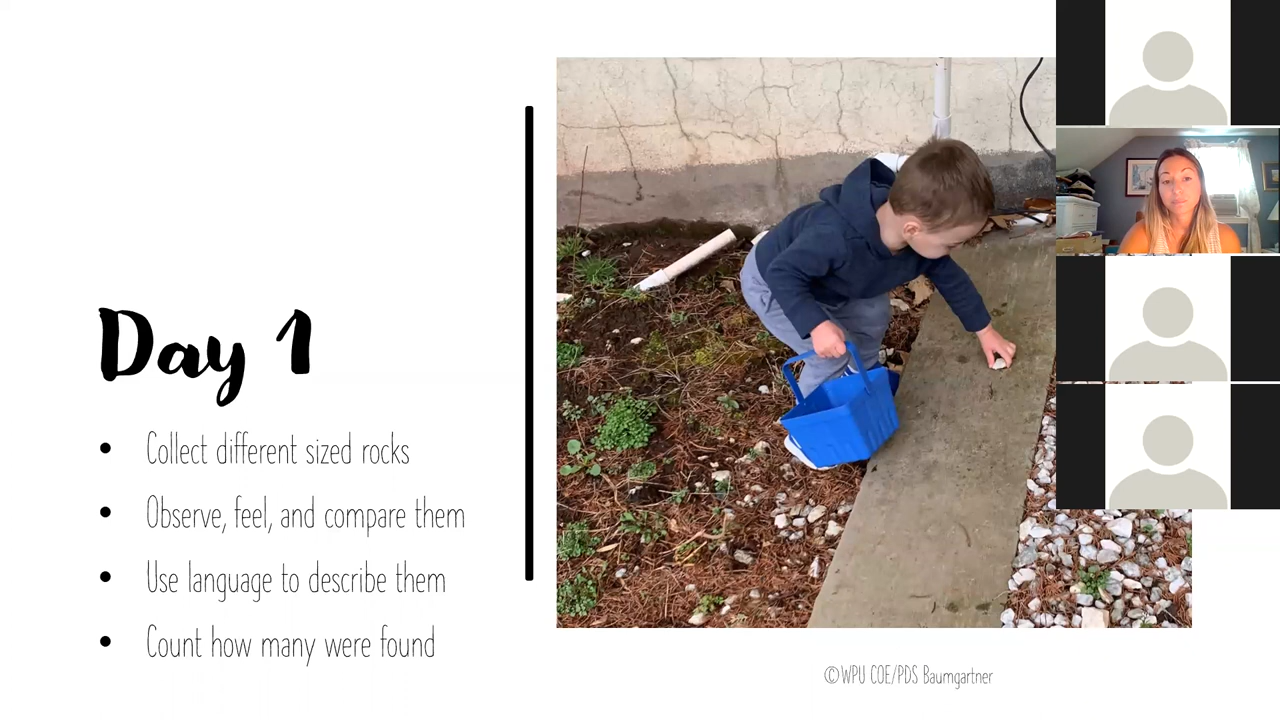 Day 1
• Collect different sized rocks
• Observe, feel, and compare them
• Use language to describe them
• Count how many were found
©WPU COE/PDS Baumgartner